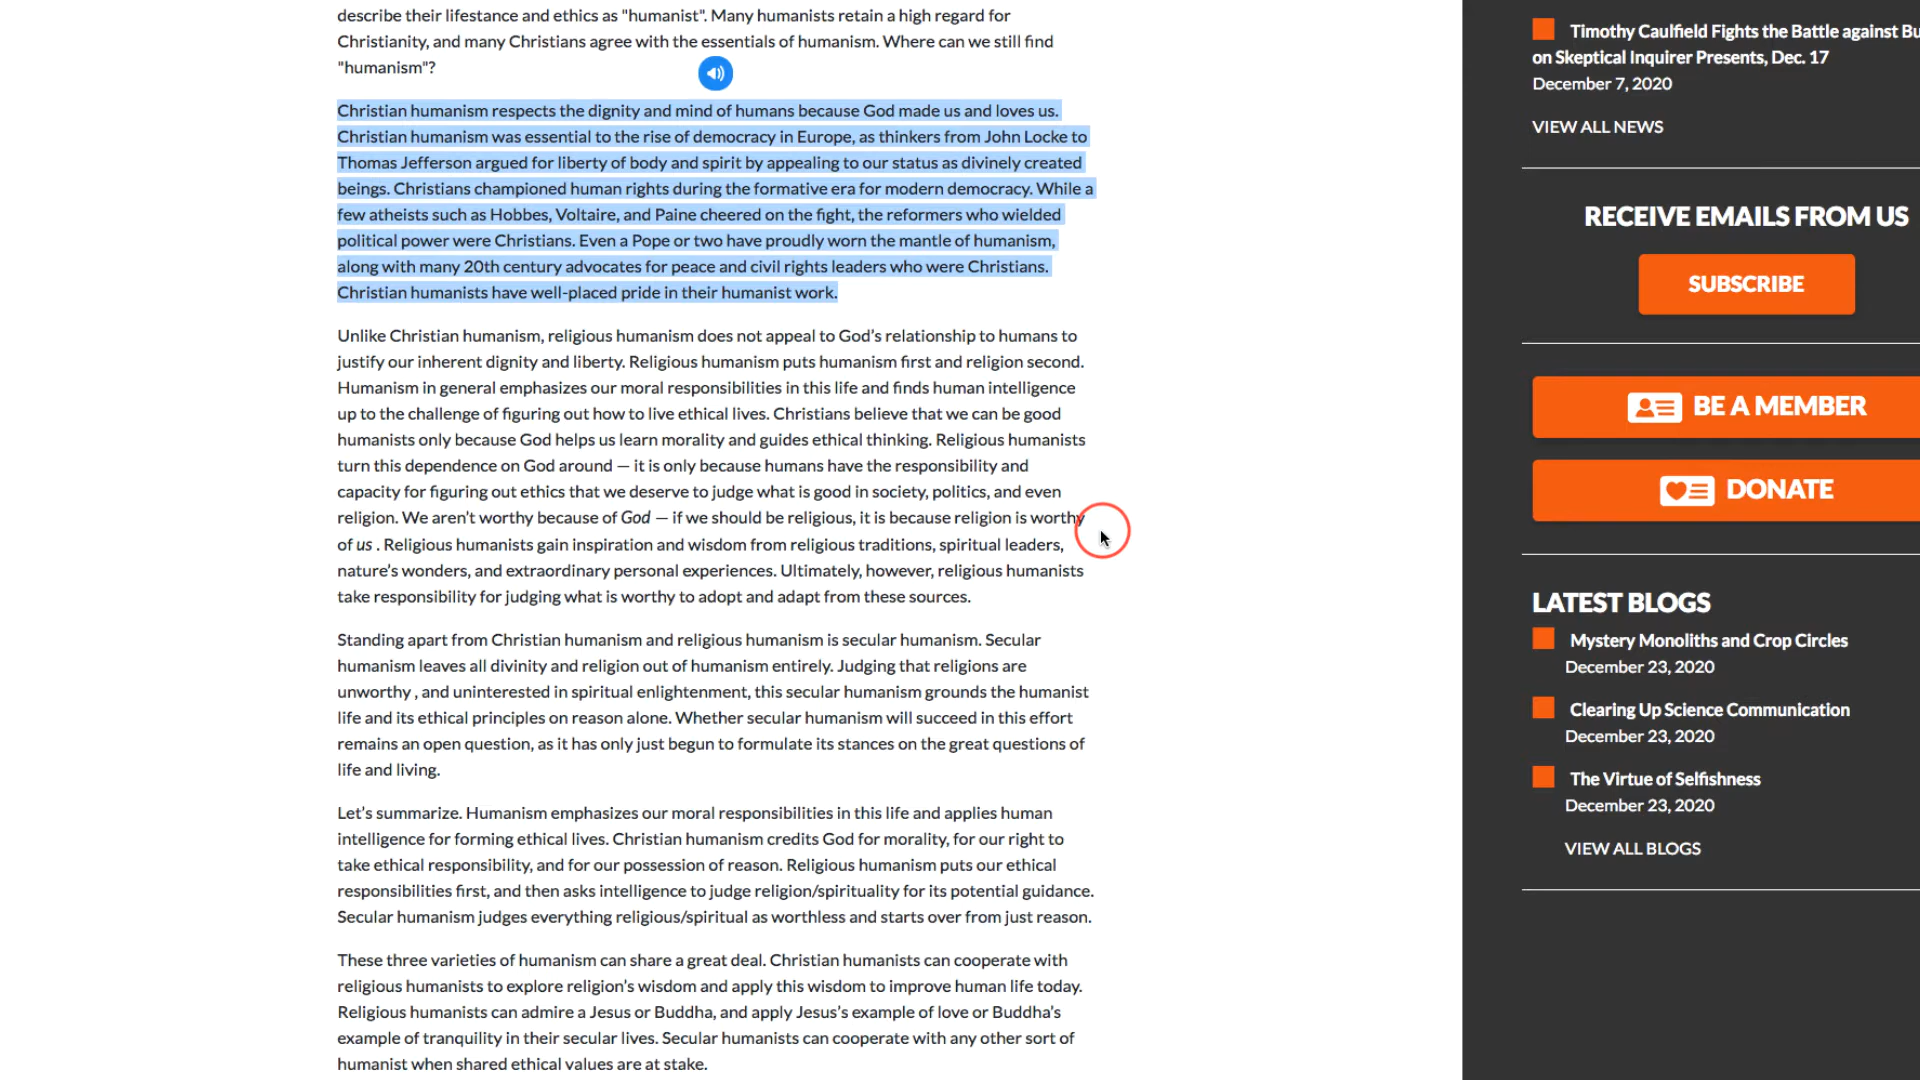 describe their lifestance and ethics as "humanist". Many humanists retain a high regard for
Christianity, and many Christians agree with the essentials of humanism. Where can we still find
"humanism"?
Christian humanism respects the dignity and mind of humans because God made us and loves us.
Christian humanism was essential to the rise of democracy in Europe, as thinkers from John Locke to
Thomas Jefferson argued for liberty of body and spirit by appealing to our status as divinely created
beings. Christians championed human rights during the formative era for modern democracy. While a
few atheists such as Hobbes, Voltaire, and Paine cheered on the fight, the reformers who wielded
political power were Christians. Even a Pope or two have proudly worn the mantle of humanism,
along with many 20th century advocates for peace and civil rights leaders who were Christians.
Christian humanists have well-placed pride in their humanist work.
Unlike Christian humanism, religious humanism does not appeal to God’s relationship to humans to
justify our inherent dignity and liberty. Religious humanism puts humanism first and religion second.
Humanism in general emphasizes our moral responsibilities in this life and finds human intelligence
up to the challenge of figuring out how to live ethical lives. Christians believe that we can be good
humanists only because God helps us learn morality and guides ethical thinking. Religious humanists
turn this dependence on God around — it is only because humans have the responsibility and
capacity for figuring out ethics that we deserve to judge what is good in society, politics, and even
religion. We aren’t worthy because of God — if we should be religious, it is because religion is worthy
of us . Religious humanists gain inspiration and wisdom from religious traditions, spiritual leaders,
nature’s wonders, and extraordinary personal experiences. Ultimately, however, religious humanists
take responsibility for judging what is worthy to adopt and adapt from these sources.
Standing apart from Christian humanism and religious humanism is secular humanism. Secular
humanism leaves all divinity and religion out of humanism entirely. Judging that religions are
unworthy , and uninterested in spiritual enlightenment, this secular humanism grounds the humanist
life and its ethical principles on reason alone. Whether secular humanism will succeed in this effort
remains an open question, as it has only just begun to formulate its stances on the great questions of
life and living.
Let’s summarize. Humanism emphasizes our moral responsibilities in this life and applies human
intelligence for forming ethical lives. Christian humanism credits God for morality, for our right to
take ethical responsibility, and for our possession of reason. Religious humanism puts our ethical
responsibilities first, and then asks intelligence to judge religion/spirituality for its potential guidance.
Secular humanism judges everything religious/spiritual as worthless and starts over from just reason.
These three varieties of humanism can share a great deal. Christian humanists can cooperate with
religious humanists to explore religion’s wisdom and apply this wisdom to improve human life today.
Religious humanists can admire a Jesus or Buddha, and apply Jesus’s example of love or Buddha’s
example of tranquility in their secular lives. Secular humanists can cooperate with any other sort of
humanist when shared ethical values are at stake.
Timothy Caulfield Fights the Battle against Bu
on Skeptical Inquirer Presents, Dec. 17
December 7, 2020
VIEW ALL NEWS
RECEIVE EMAILS FROM US
SUBSCRIBE
BE A MEMBER
DONATE
LATEST BLOGS
Mystery Monoliths and Crop Circles
December 23, 2020
Clearing Up Science Communication
December 23, 2020
The Virtue of Selfishness
December 23, 2020
VIEW ALL BLOGS